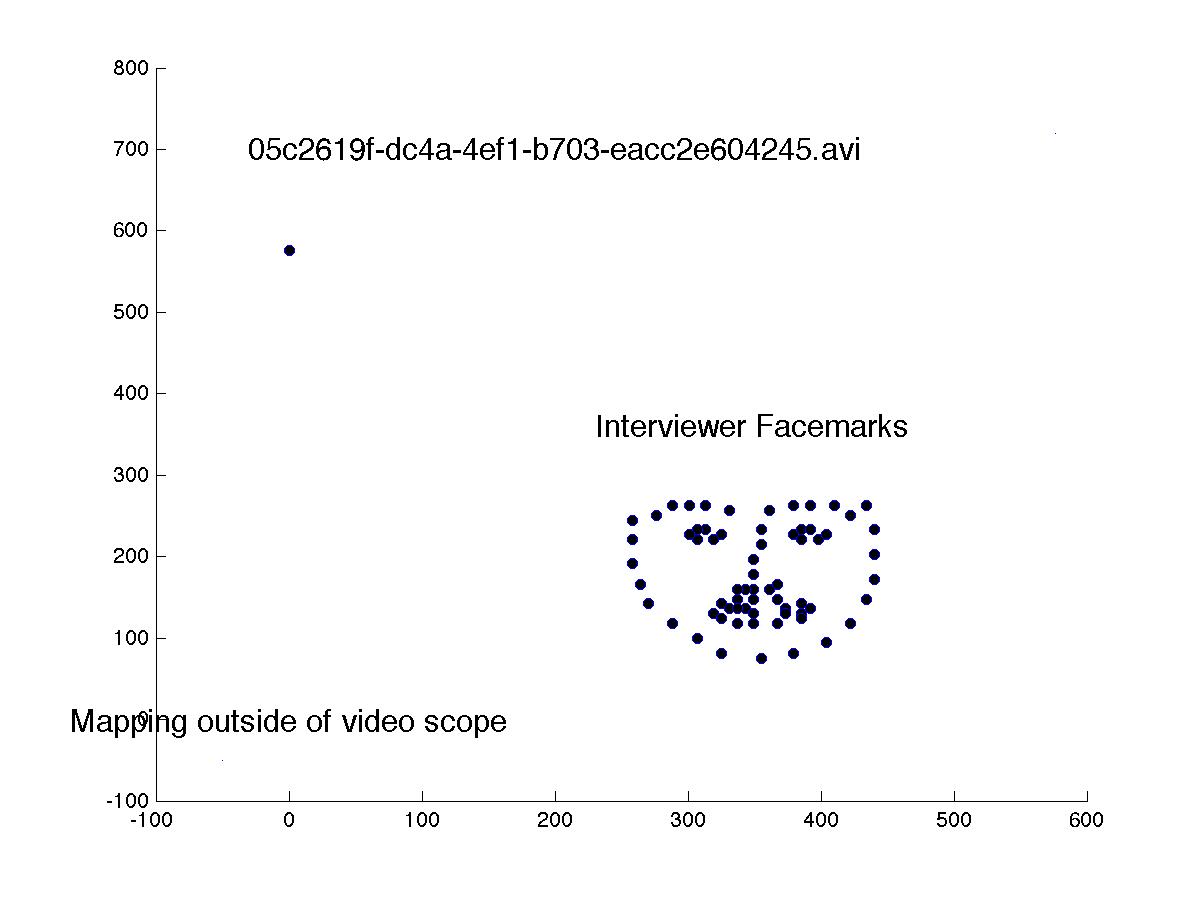 800
700
05c2619f-dc4a-4ef1-b703-eacc2e604245.avi
600
500
400
Interviewer Facemarks
300
200
100
0
Mapping outside of video scope
-100
-100 0 100 200 300 400 500 600